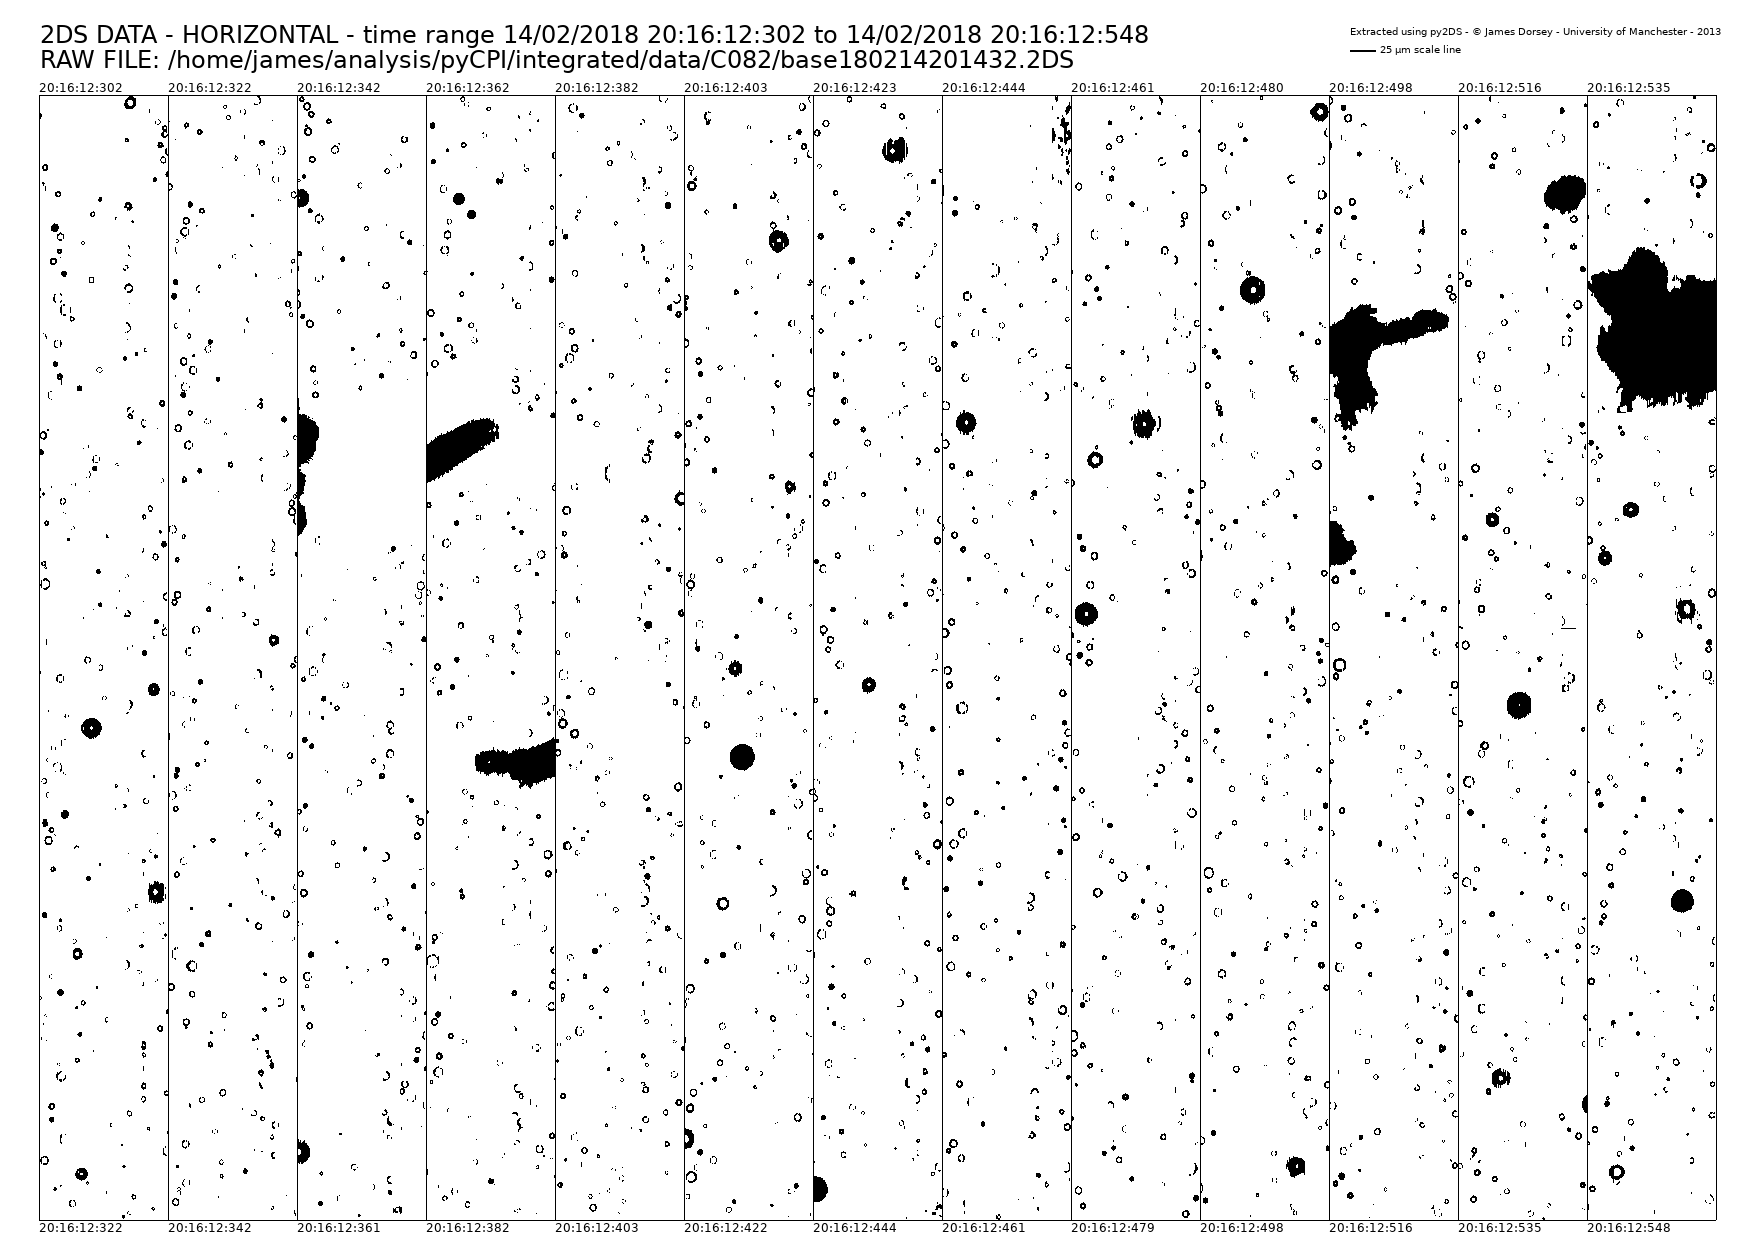 2DS DATA - HORIZONTAL - time range 14/02/2018 20:16:12:302 to 14/02/2018 20:16:12:548
RAW FILE: /home/james/analysis/pyCPI/integrated/data/C082/base180214201432.2DS
Extracted using py2DS - © James Dorsey - University of Manchester - 2013
25 µm scale line
20:16:12:302 20:16:12:322 20:16:12:342 20:16:12:362 20:16:12:382 20:16:12:403 20:16:12:423 20:16:12:444 20:16:12:461 20:16:12:480 20:16:12:498 20:16:12:516 20:16:12:535
20:16:12:322 20:16:12:342 20:16:12:361 20:16:12:382 20:16:12:403 20:16:12:422 20:16:12:444 20:16:12:461 20:16:12:479 20:16:12:498 20:16:12:516 20:16:12:535 20:16:12:548